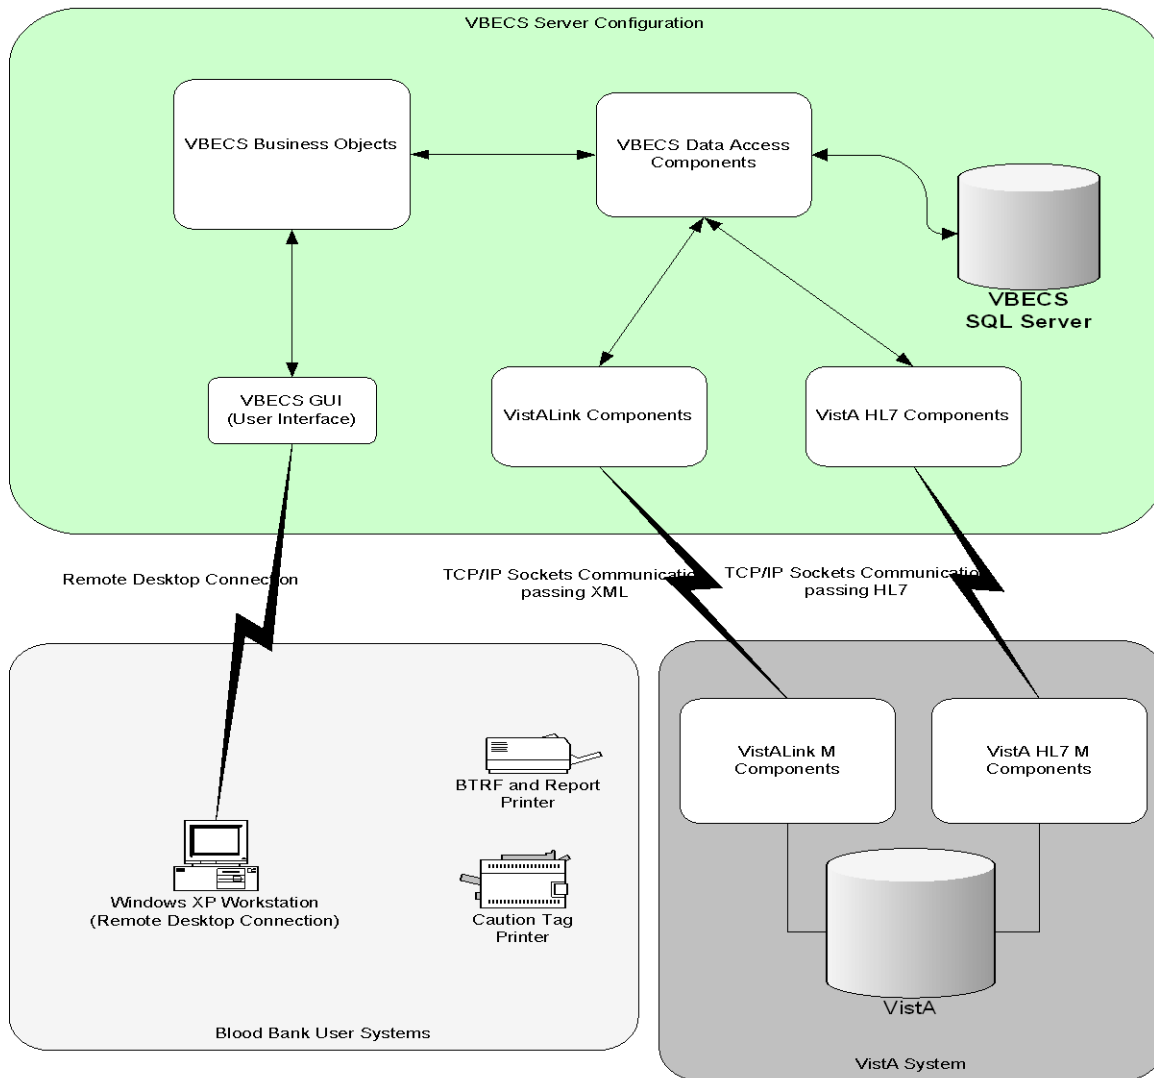 VBECS Server Configuration
VBECS Business Objects
VBECS Data Access
Components
VBECS
SQL Server
VBECS GUI
(User Interface)
VistALink Components
VistA HL7 Components
Remote Desktop Connection
TCP/IP Sockets Communication
passing XML
TCP/IP Sockets Communication
passing HL7
VistALink M
Components
VistA HL7 M
Components
BTRF and Report
Printer
Windows XP Workstation
(Remote Desktop Connection)
Caution Tag
Printer
VistA
Blood Bank User Systems
VistA System